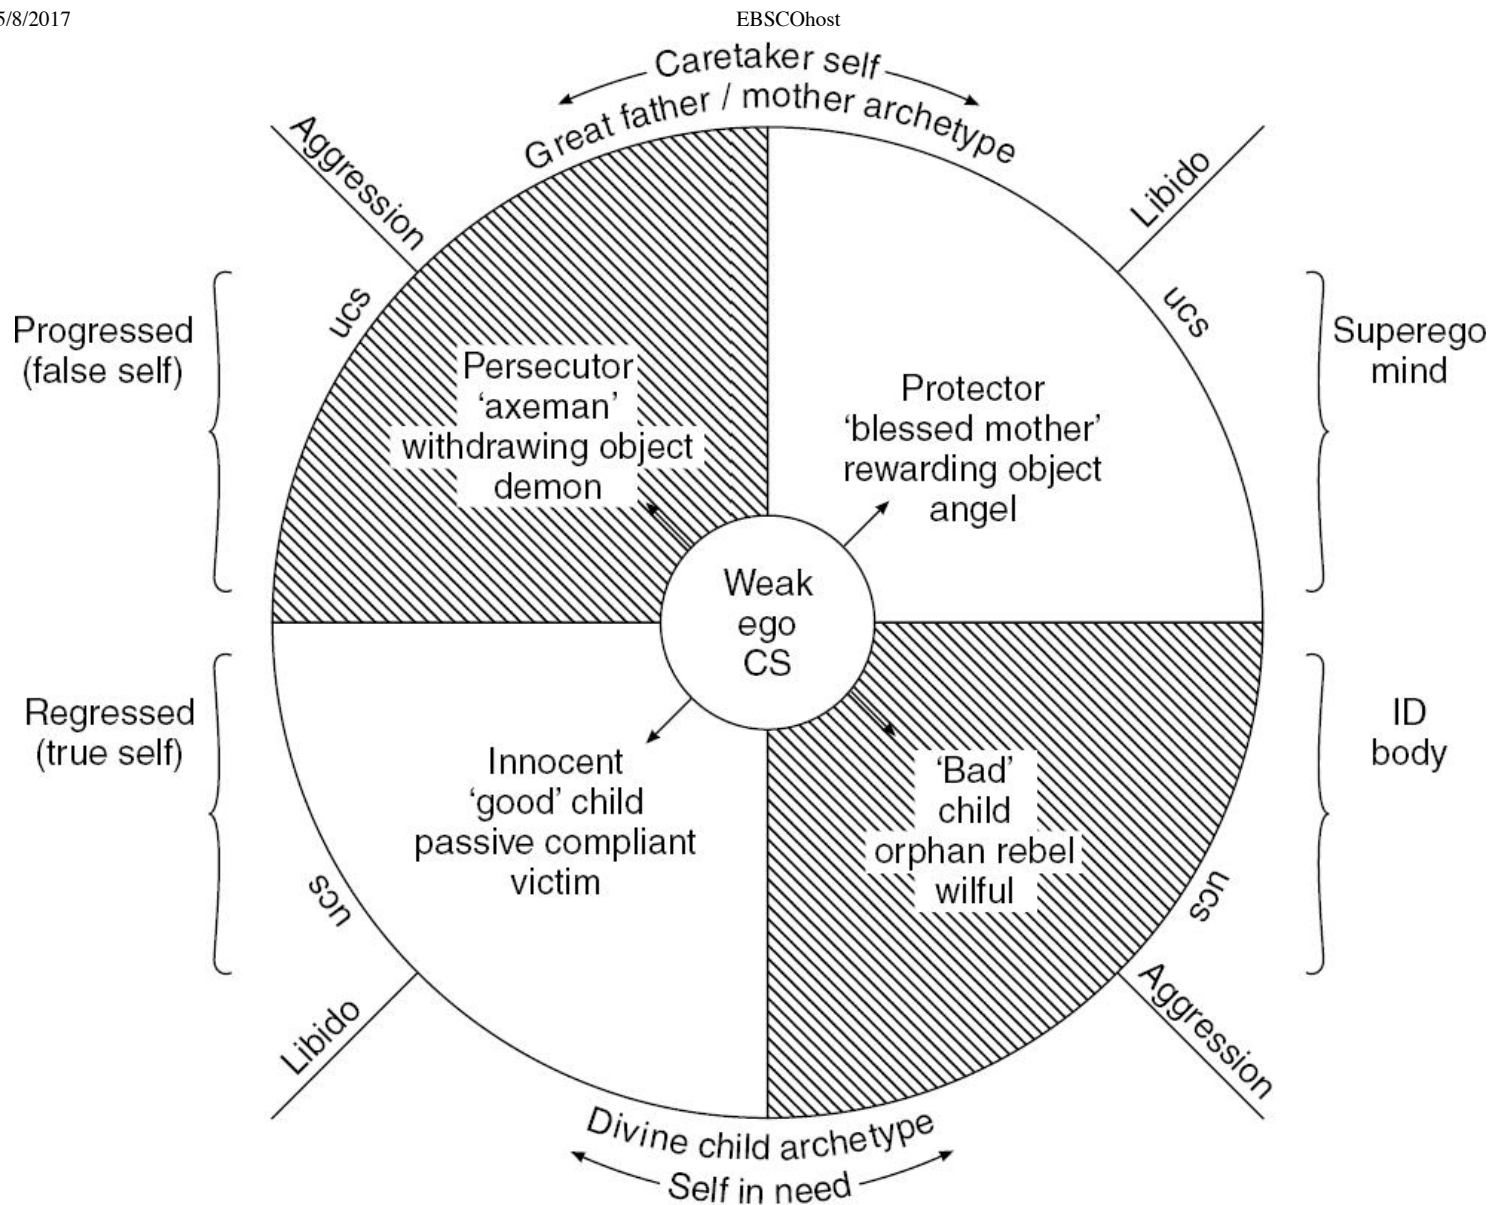 5/8/2017
EBSCOhost
Caretaker self
Great father / mother archetype
Aggression
Libido
ucs
ucs
Progressed
(false self)
Superego
mind
Persecutor
‘axeman’
withdrawing object
demon
Protector
‘blessed mother’
rewarding object
angel
Weak
ego
CS
Regressed
(true self)
ID
body
Innocent
‘good’ child
passive compliant
victim
‘Bad’
child
orphan rebel
wilful
ucs
ucs
Libido
Aggression
Divine child archetype
Self in need